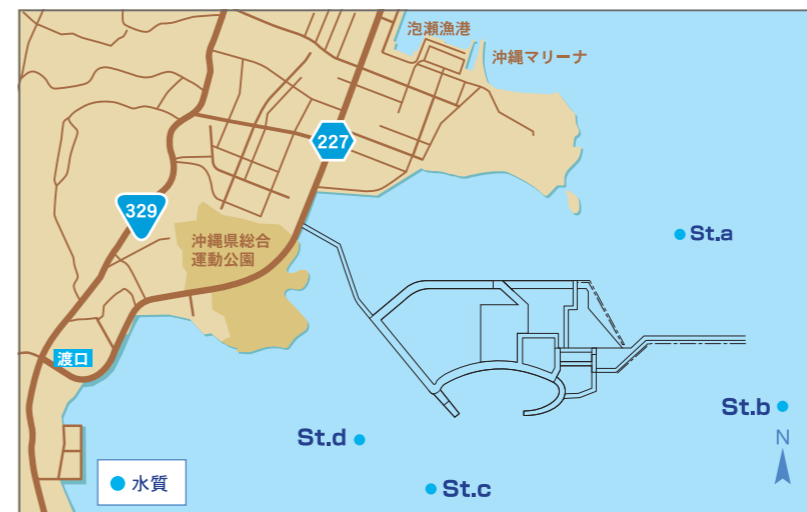 泡瀬漁港
沖縄マリーナ
227
329
沖縄県総合
運動公園
St.a
渡口
St.b
St.d
N
水質
St.c